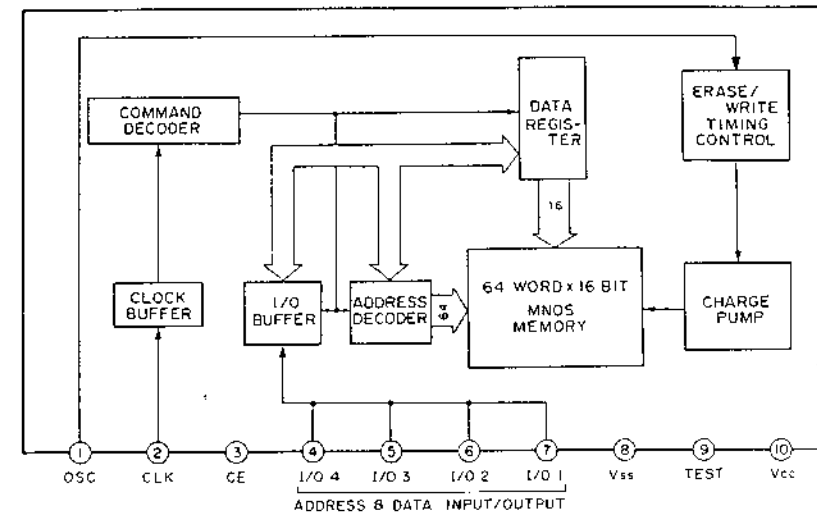 COMMAND
DECODER
DATA
REGIS-
TER
ERASE/
WRITE
TIMING
CONTROL
16
CLOCK
BUFFER
I/O
BUFFER
ADDRESS
DECODER
64
64 WORD x 16 BIT
MNOS
MEMORY
CHARGE
PUMP
1 2 3 4 5 6 7 8 9 10
OSC CLK CE I/O 4 I/O 3 I/O 2 I/O 1 Vss TEST Vcc
ADDRESS 8 DATA INPUT/OUTPUT